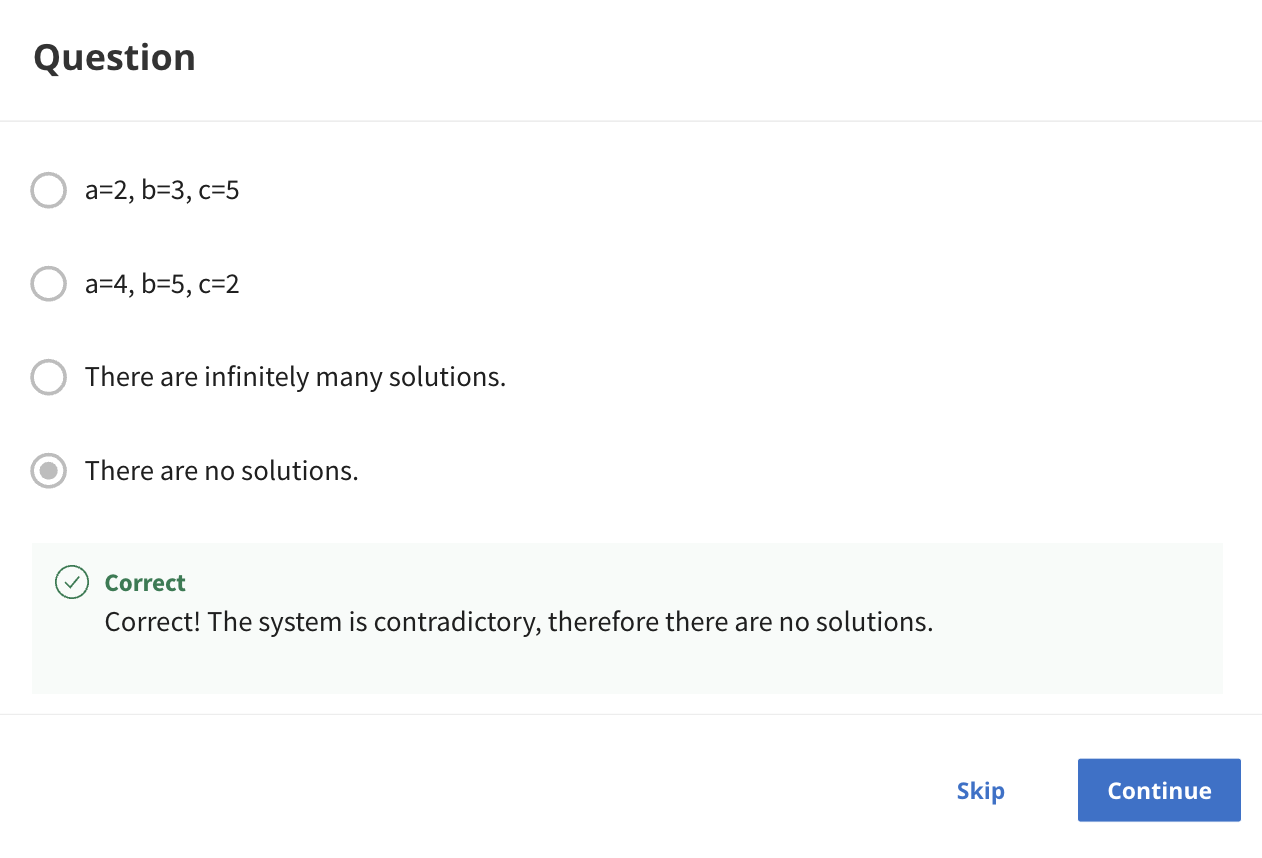 Question
a=2, b=3, c=5
a=4, b=5, c=2
There are infinitely many solutions.
There are no solutions.
Correct
Correct! The system is contradictory, therefore there are no solutions.
Skip
Continue